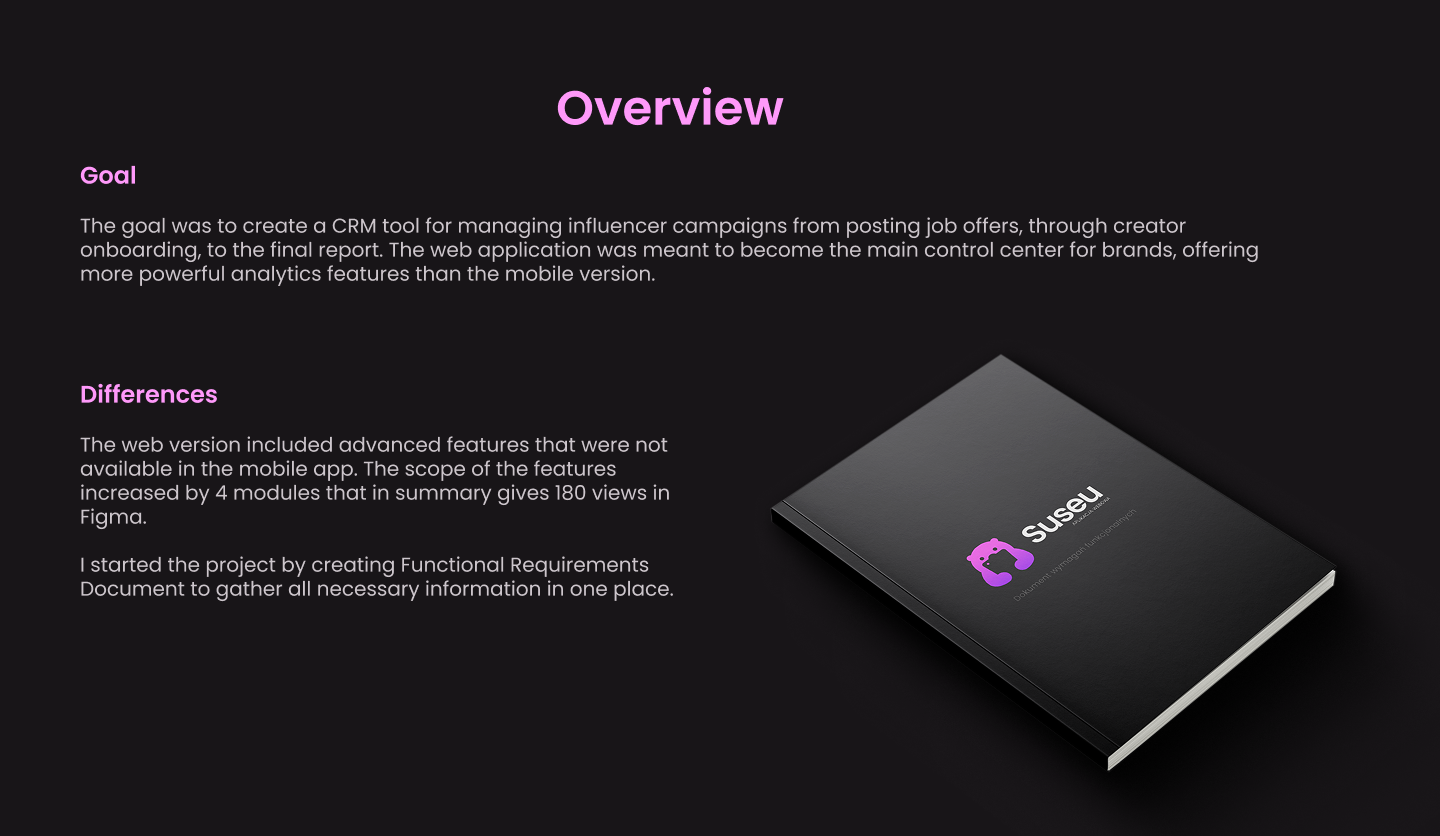 Overview
Goal
The goal was to create a CRM tool for managing influencer campaigns from posting job offers, through creator
onboarding, to the final report. The web application was meant to become the main control center for brands, offering
more powerful analytics features than the mobile version.
Differences
The web version included advanced features that were not
available in the mobile app. The scope of the features
increased by 4 modules that in summary gives 180 views in
Figma.
I started the project by creating Functional Requirements
Document to gather all necessary information in one place.
suseu
APLIKACJA WEBOWA
Dokument wymagań funkcjonalnych